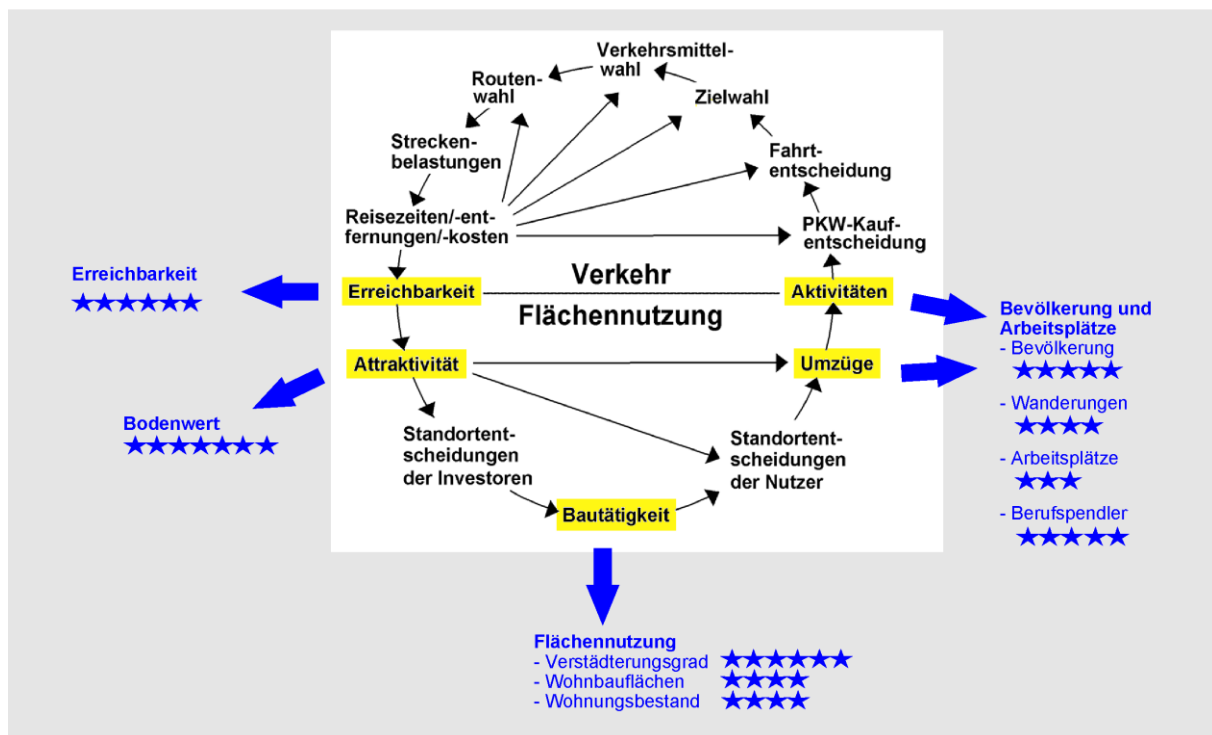 Verkehrsmittel-
wahl
Routen-
wahl
Zielwahl
Strecken-
belastungen
Fahrt-
entscheidung
Reisezeiten/-ent-
fernungen/-kosten
PKW-Kauf-
entscheidung
Erreichbarkeit
★★★★★★
Erreichbarkeit
Verkehr
Aktivitäten
Flächennutzung
Attraktivität
Umzüge
Bodenwert
★★★★★★★
Standortent-
scheidungen
der Investoren
Standortent-
scheidungen
der Nutzer
Bautätigkeit
Bevölkerung und
Arbeitsplätze
- Bevölkerung
★★★★★
- Wanderungen
★★★★
- Arbeitsplätze
★★★
- Berufspendler
★★★★★
Flächennutzung
- Verstädterungsgrad ★★★★★★
- Wohnbauflächen ★★★★
- Wohnungsbestand ★★★★